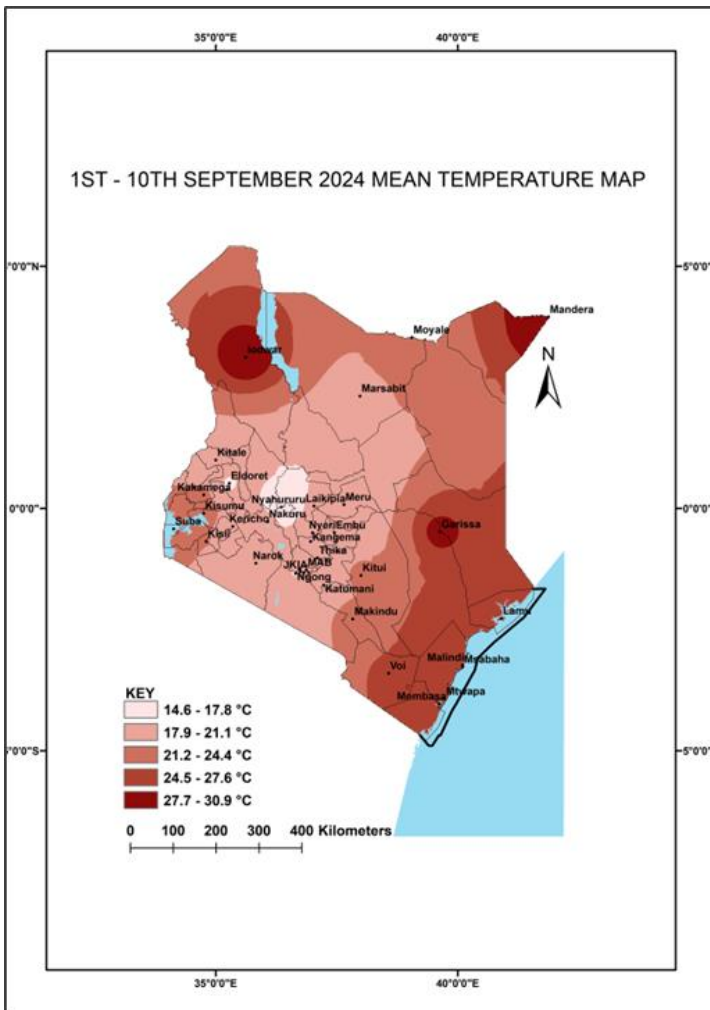 35°0'0"E 40°0'0"E
1ST - 10TH SEPTEMBER 2024 MEAN TEMPERATURE MAP
°0'0"N 5°0'0"N
Mandera
Moyale
N
Lodwar
Marsabit
Kitale
Eldoret
Kakamega
Nyahururu Laikipia Meru
0°0'0" 0°0'0"
Kisumu
Nakuru
Suba
Kericho
Garissa
Nyeri Embu
Kisii
Kangema
Thika
Narok
JKIA MAB
Kitui
Ngong
Katomani
Makindu
Lamu
Malindi Msabaha
Voi
Mombasa Mtwapa
KEY
14.6 - 17.8 °C
17.9 - 21.1 °C
21.2 - 24.4 °C
24.5 - 27.6 °C
27.7 - 30.9 °C
°0'0"S 5°0'0"S
0 100 200 300 400 Kilometers
35°0'0"E 40°0'0"E